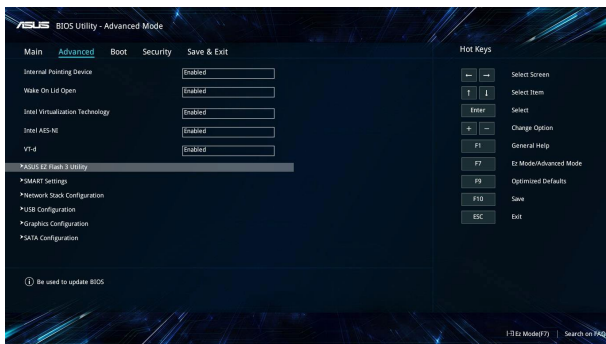 ASUS BIOS Utility - Advanced Mode
Main Advanced Boot Security Save & Exit
Internal Pointing Device Enabled
Wake On Lid Open Enabled
Intel Virtualization Technology Enabled
Intel AES-NI Enabled
VT-d Enabled
ASUS EZ Flash 3 Utility
SMART Settings
Network Stack Configuration
USB Configuration
Graphics Configuration
SATA Configuration
Be used to update BIOS
Hot Keys
← → Select Screen
↑ ↓ Select Item
Enter Select
+ − Change Option
F1 General Help
F7 Ez Mode/Advanced Mode
F9 Optimized Defaults
F10 Save
ESC Exit
Ez Mode(F7) | Search on FAQ